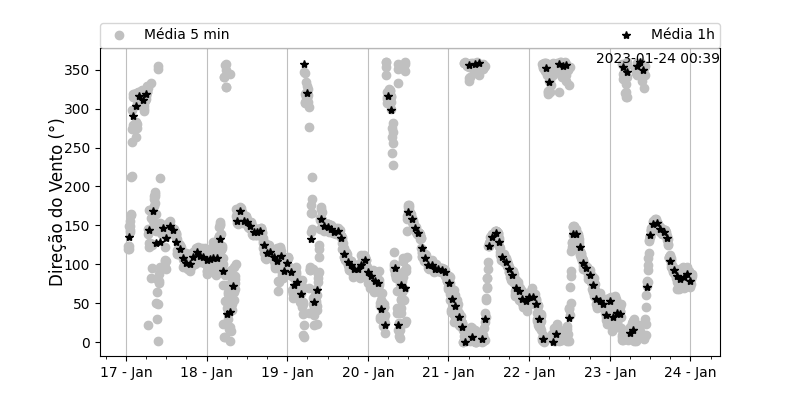 Média 5 min
Média 1h
2023-01-24 00:39
Direção do Vento (°)
350
300
250
200
150
100
50
0
17 - Jan
18 - Jan
19 - Jan
20 - Jan
21 - Jan
22 - Jan
23 - Jan
24 - Jan